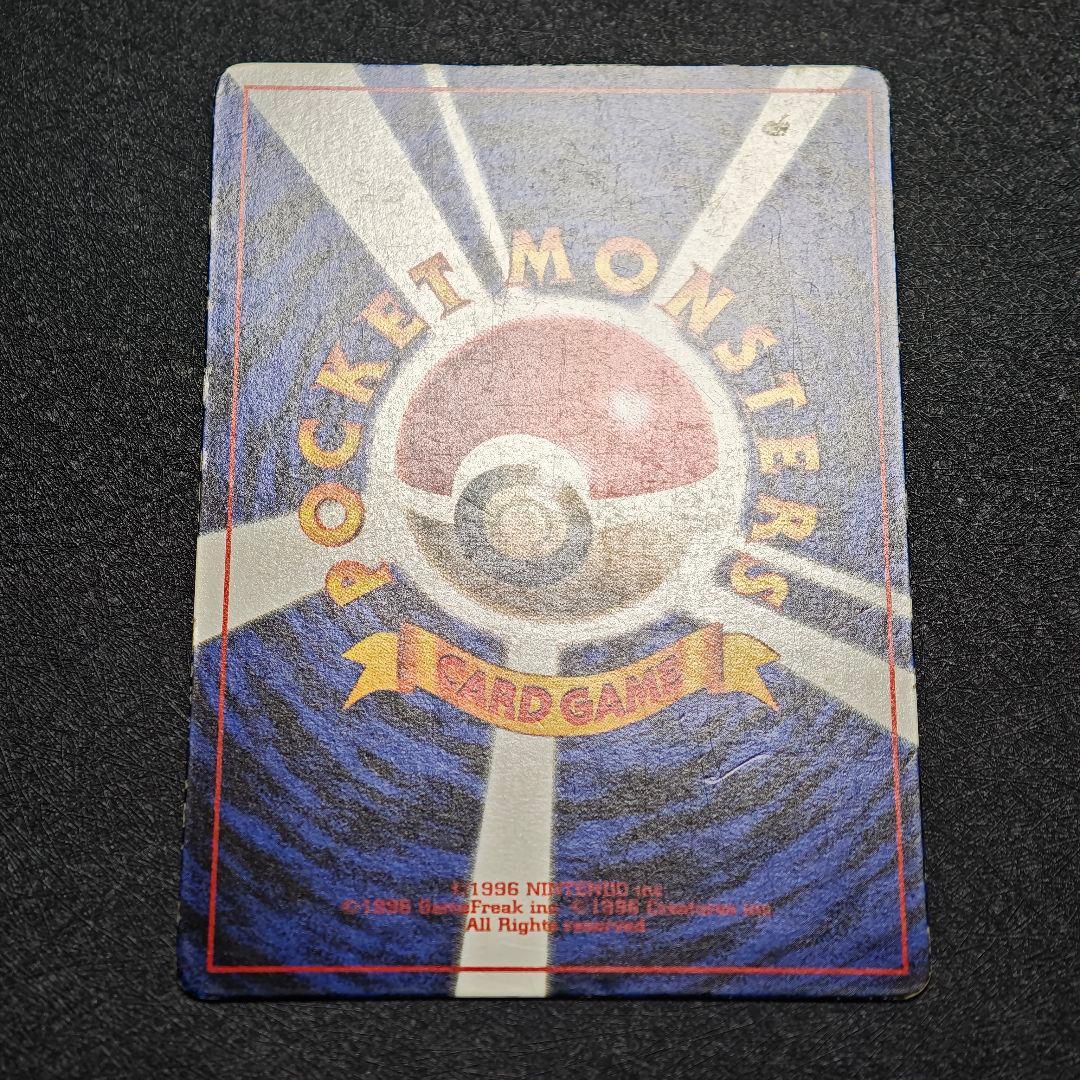 POCKET MONSTERS
CARD GAME
©1996 NINTENDO inc
©1996 GameFreak inc ©1996 Creatures inc
All Rights reserved